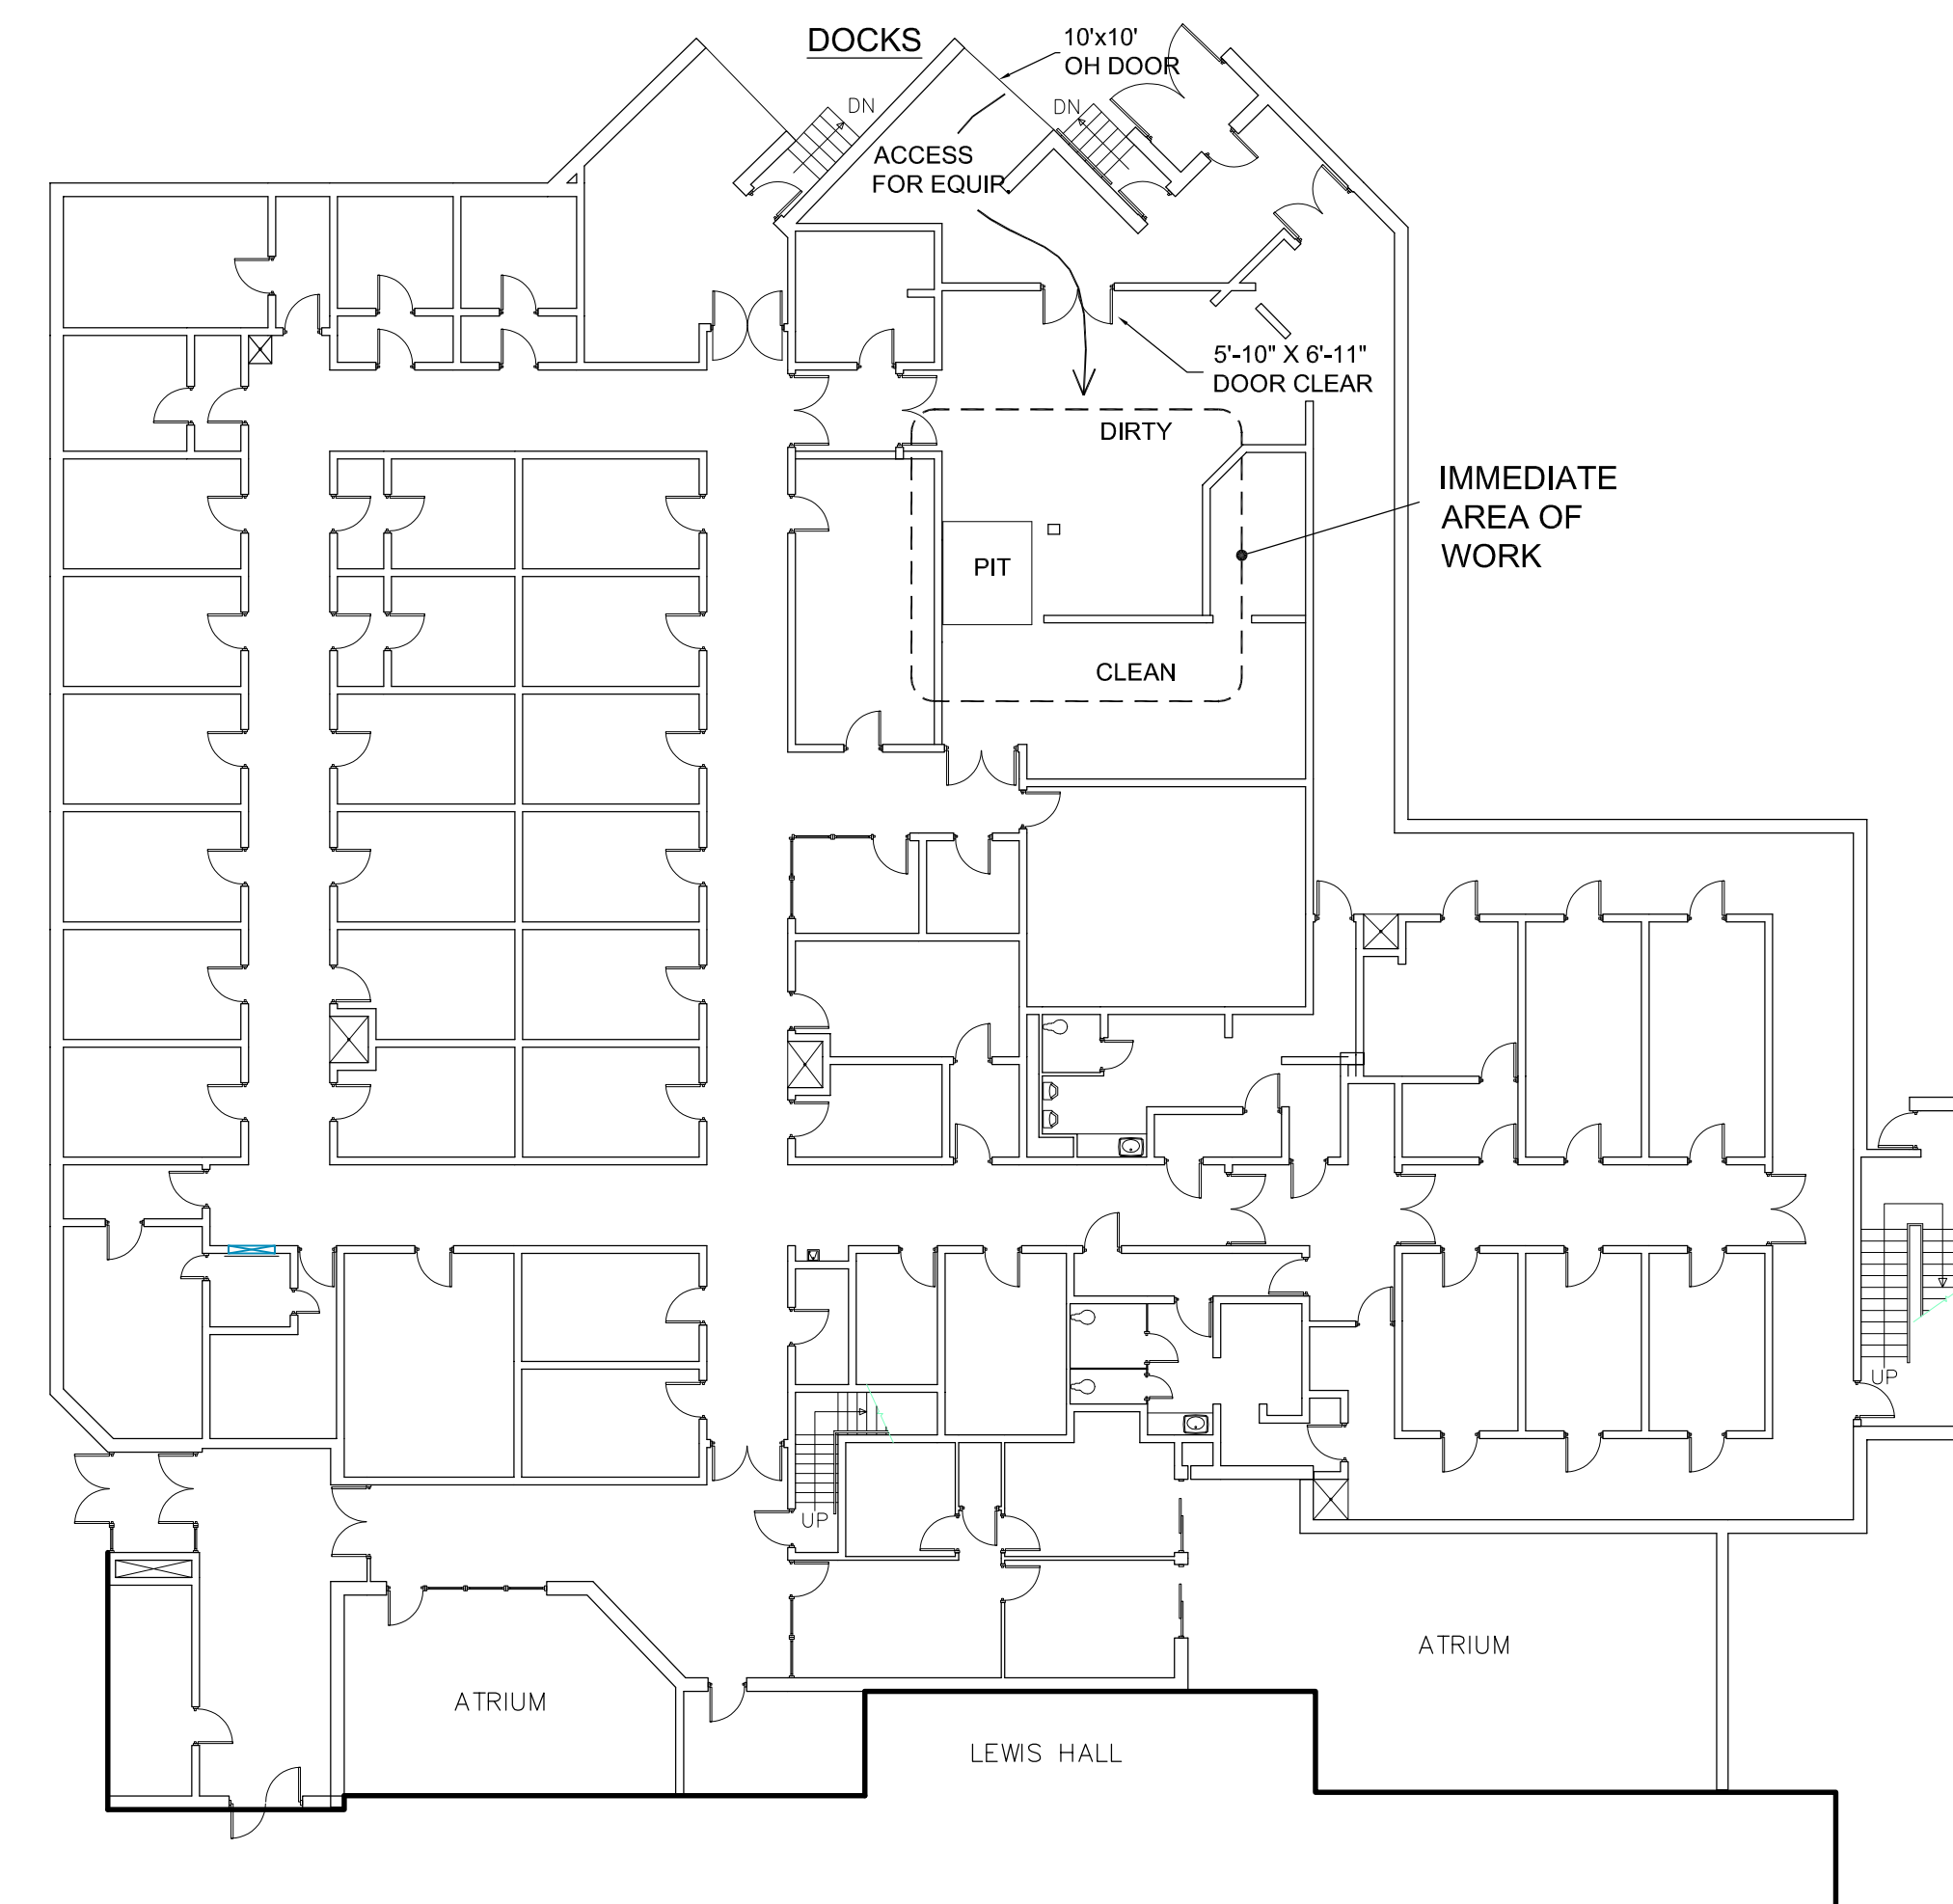 DOCKS
10'x10'
OH DOOR
DN
DN
ACCESS
FOR EQUIP
5'-10" X 6'-11"
DOOR CLEAR
DIRTY
IMMEDIATE
AREA OF
WORK
PIT
CLEAN
UP
UP
ATRIUM
ATRIUM
LEWIS HALL